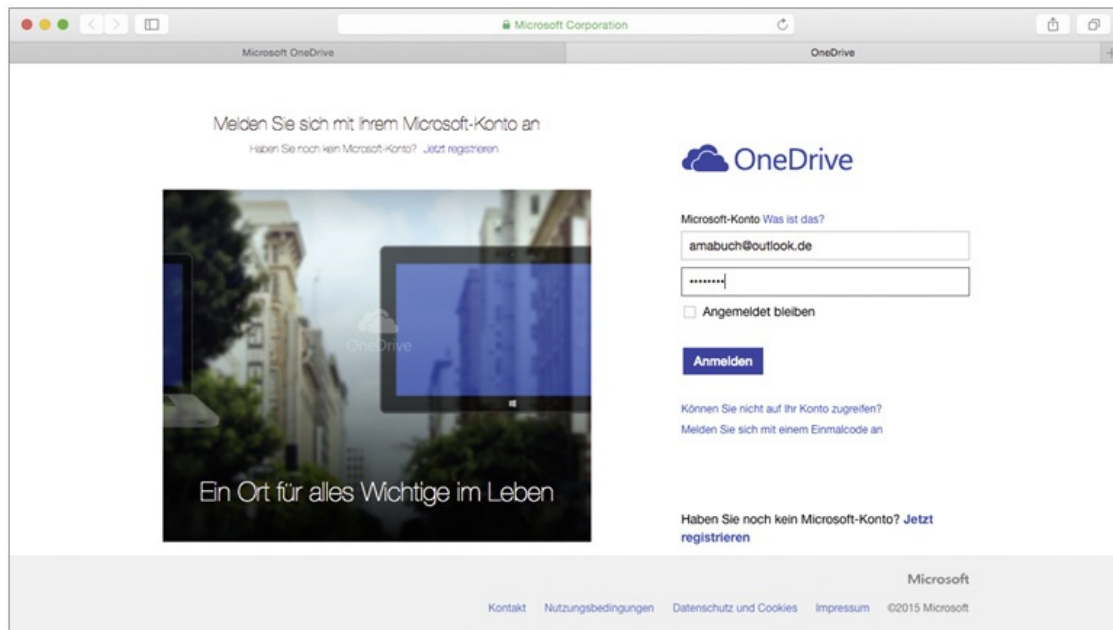 Microsoft Corporation
Microsoft OneDrive
OneDrive
Melden Sie sich mit Ihrem Microsoft-Konto an
Haben Sie noch kein Microsoft-Konto? Jetzt registrieren
OneDrive
Ein Ort für alles Wichtige im Leben
OneDrive
Microsoft-Konto Was ist das?
amabuch@outlook.de
••••••••
Angemeldet bleiben
Anmelden
Können Sie nicht auf Ihr Konto zugreifen?
Melden Sie sich mit einem Einmalcode an
Haben Sie noch kein Microsoft-Konto? Jetzt
registrieren
Microsoft
Kontakt Nutzungsbedingungen Datenschutz und Cookies Impressum ©2015 Microsoft